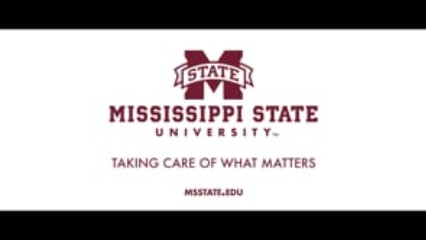 STATE
MISSISSIPPI STATE
UNIVERSITY™
TAKING CARE OF WHAT MATTERS
MSSTATE.EDU